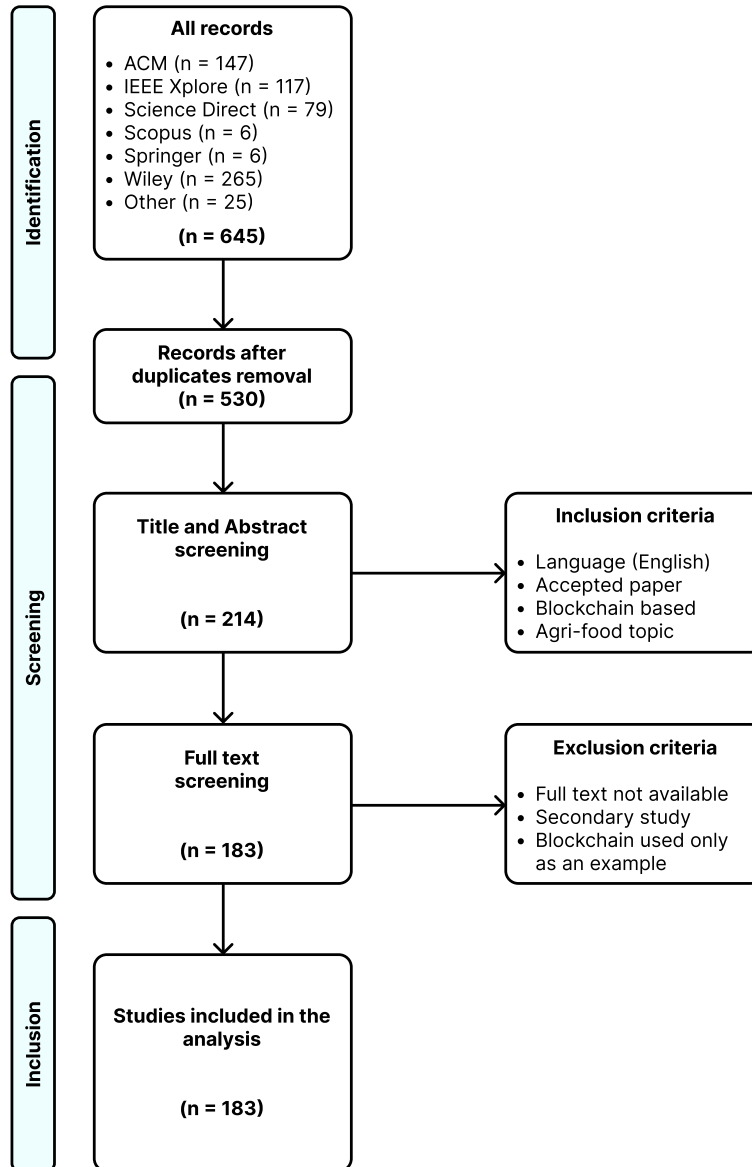 Identification
All records
• ACM (n = 147)
• IEEE Xplore (n = 117)
• Science Direct (n = 79)
• Scopus (n = 6)
• Springer (n = 6)
• Wiley (n = 265)
• Other (n = 25)
(n = 645)
Records after
duplicates removal
(n = 530)
Screening
Title and Abstract
screening
(n = 214)
Inclusion criteria
• Language (English)
• Accepted paper
• Blockchain based
• Agri-food topic
Full text
screening
(n = 183)
Exclusion criteria
• Full text not available
• Secondary study
• Blockchain used only
as an example
Inclusion
Studies included in the
analysis
(n = 183)